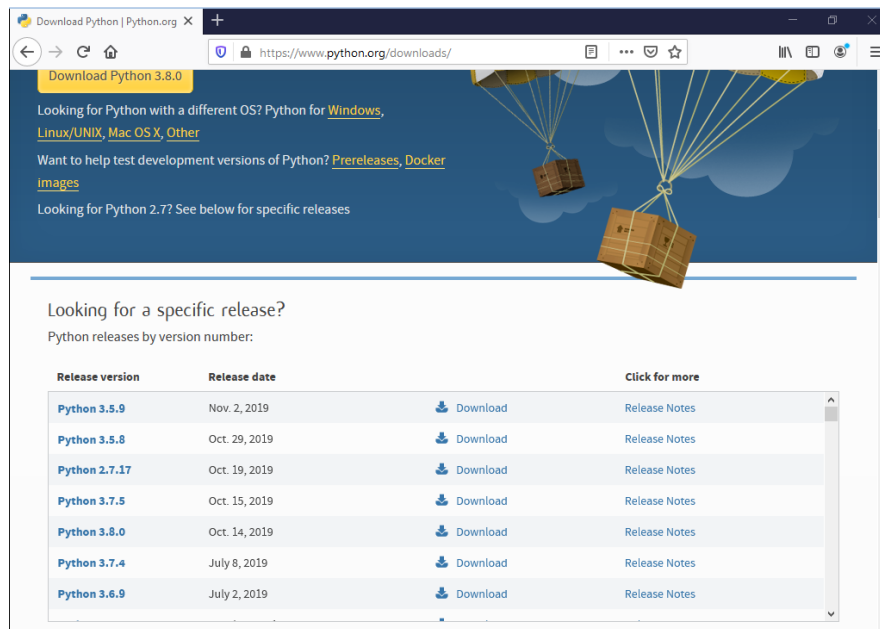 Download Python | Python.org
https://www.python.org/downloads/
Download Python 3.8.0
Looking for Python with a different OS? Python for Windows,
Linux/UNIX, Mac OS X, Other
Want to help test development versions of Python? Prereleases, Docker
images
Looking for Python 2.7? See below for specific releases
Looking for a specific release?
Python releases by version number:
Release version Release date Click for more
Python 3.5.9 Nov. 2, 2019 Download Release Notes
Python 3.5.8 Oct. 29, 2019 Download Release Notes
Python 2.7.17 Oct. 19, 2019 Download Release Notes
Python 3.7.5 Oct. 15, 2019 Download Release Notes
Python 3.8.0 Oct. 14, 2019 Download Release Notes
Python 3.7.4 July 8, 2019 Download Release Notes
Python 3.6.9 July 2, 2019 Download Release Notes